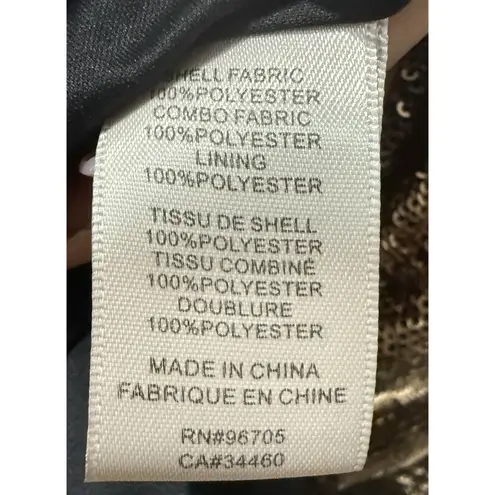 SHELL FABRIC
100%POLYESTER
COMBO FABRIC
100%POLYESTER
LINING
100%POLYESTER
TISSU DE SHELL
100%POLYESTER
TISSU COMBINÉ
100%POLYESTER
DOUBLURE
100%POLYESTER
MADE IN CHINA
FABRIQUE EN CHINE
RN#96705
CA#34460